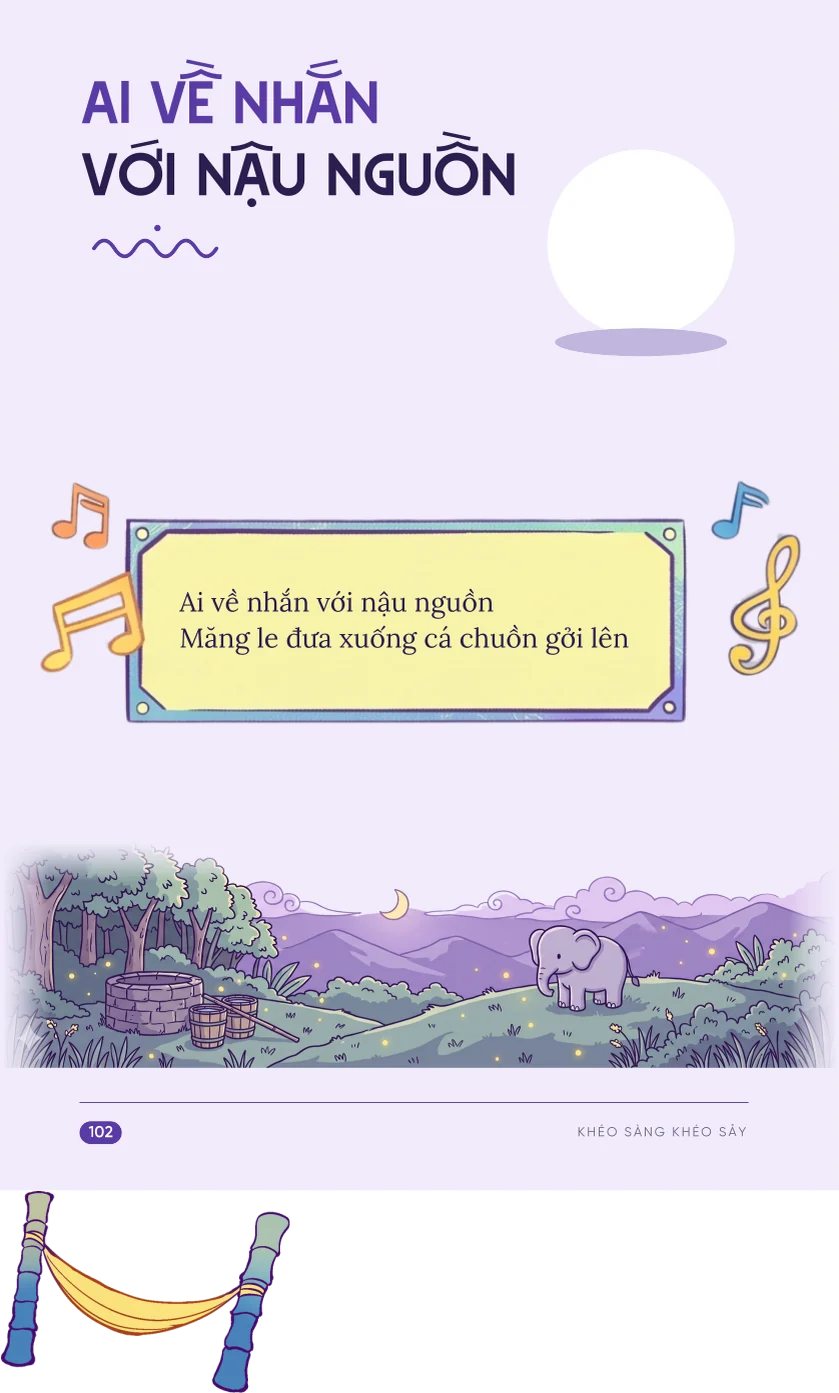 AI VỀ NHẮN
VỚI NẬU NGUỒN
Ai về nhắn với nậu nguồn
Măng le đưa xuống cá chuồn gởi lên
102
KHÉO SÀNG KHÉO SẢY